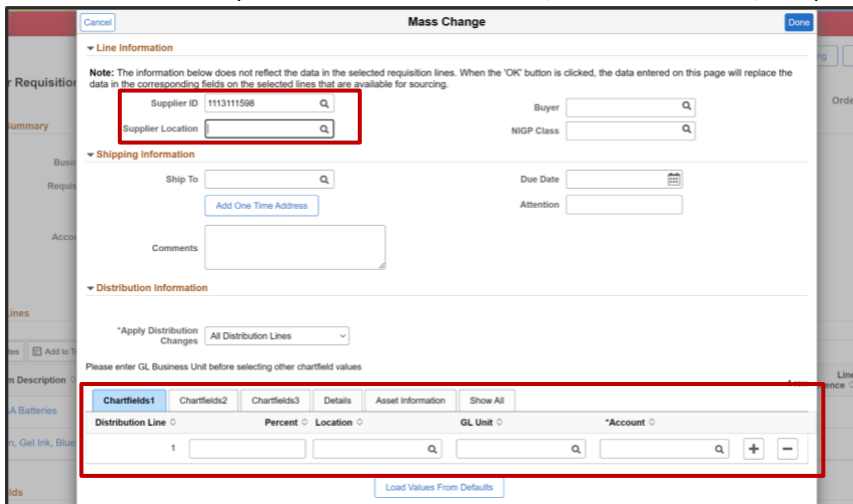 Cancel
Mass Change
Done
Line Information
Note: The information below does not reflect the data in the selected requisition lines. When the 'OK' button is clicked, the data entered on this page will replace the
data in the corresponding fields on the selected lines that are available for sourcing.
Supplier ID 1113111598
Buyer
Supplier Location
NIGP Class
Shipping Information
Ship To
Due Date
Add One Time Address
Attention
Comments
Distribution Information
*Apply Distribution
Changes
All Distribution Lines
Please enter GL Business Unit before selecting other chartfield values
Chartfields1 Chartfields2 Chartfields3 Details Asset Information Show All
Distribution Line Percent Location GL Unit *Account
1
Load Values From Defaults
r Requisition
ummary
Busin
Requis
Accou
ines
Add to T
m Description
A Batteries
n, Gel Ink, Blue
Orde
Line
ence